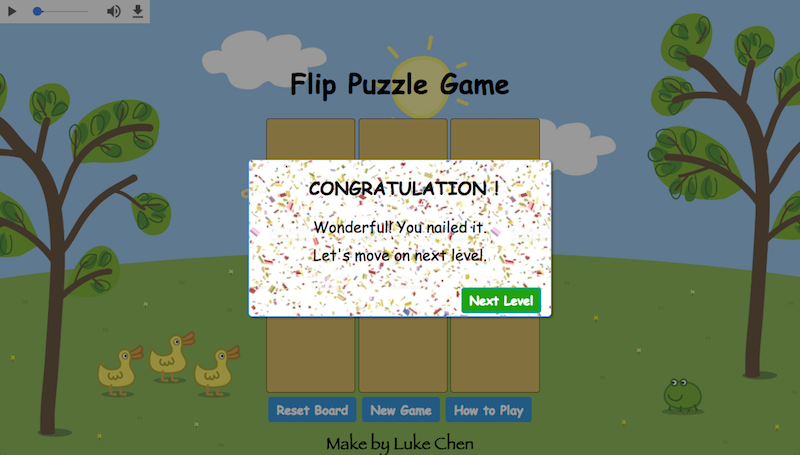 Flip Puzzle Game
CONGRATULATION !
Wonderful! You nailed it.
Let's move on next level.
Next Level
Reset Board
New Game
How to Play
Make by Luke Chen